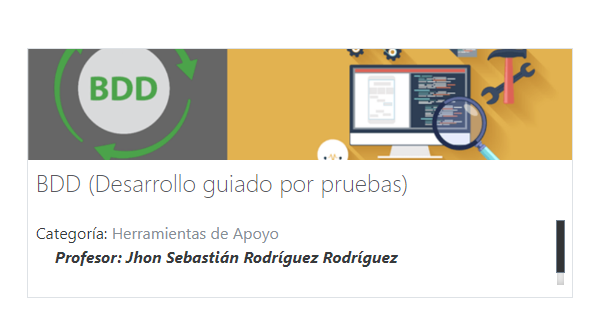 BDD
BDD (Desarrollo guiado por pruebas)
Categoría: Herramientas de Apoyo
Profesor: Jhon Sebastián Rodríguez Rodríguez